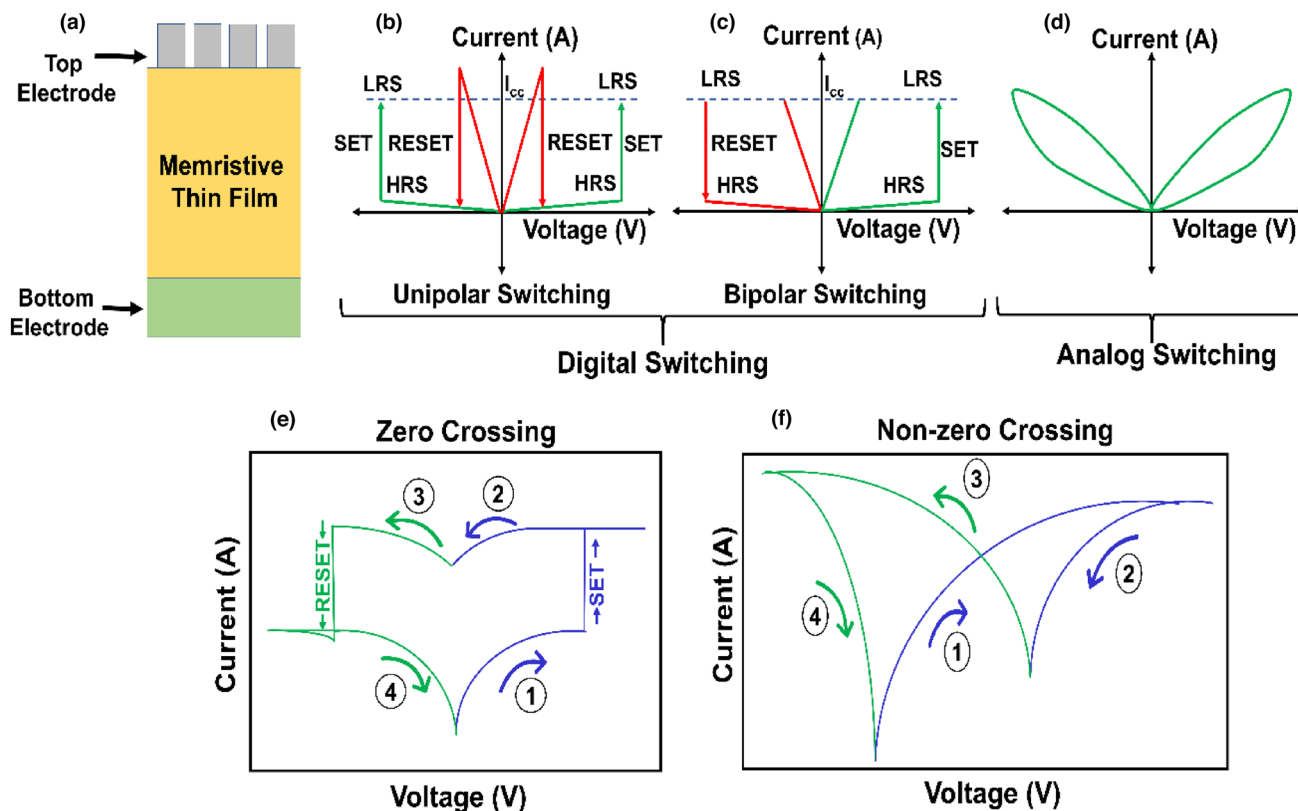 (a)
Top
Electrode
Memristive
Thin Film
Bottom
Electrode
(b)
Current (A)
LRS
I_cc
LRS
SET
RESET
RESET
SET
HRS
HRS
Voltage (V)
Unipolar Switching
(c)
Current (A)
LRS
I_cc
LRS
RESET
SET
HRS
HRS
Voltage (V)
Bipolar Switching
Digital Switching
(d)
Current (A)
Voltage (V)
Analog Switching
(e)
Zero Crossing
3
2
RESET
SET
4
1
Current (A)
Voltage (V)
(f)
Non-zero Crossing
3
2
4
1
Current (A)
Voltage (V)